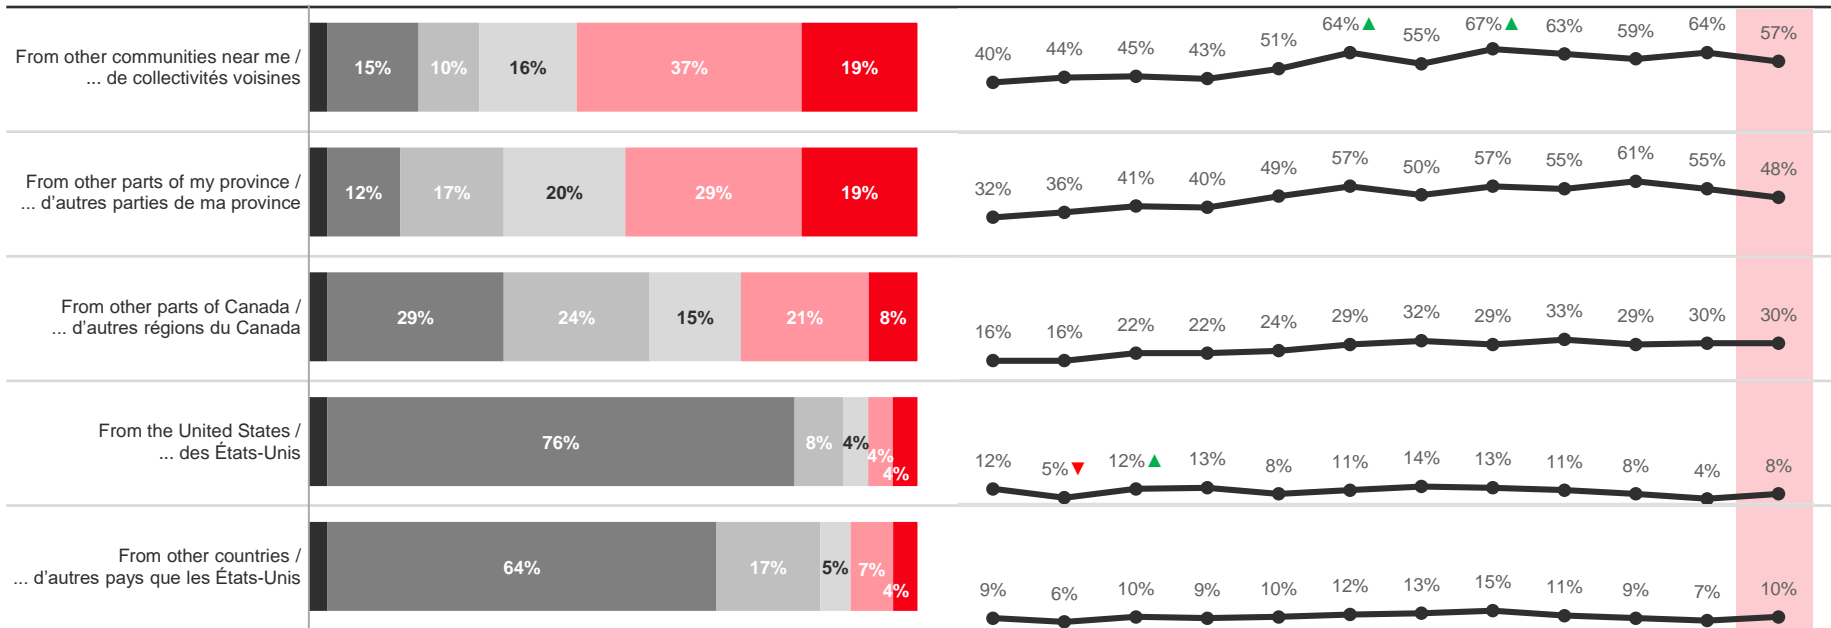 From other communities near me /
... de collectivités voisines
15% 10% 16% 37% 19%
40% 44% 45% 43% 51% 64%▲ 55% 67%▲ 63% 59% 64% 57%
From other parts of my province /
... d'autres parties de ma province
12% 17% 20% 29% 19%
32% 36% 41% 40% 49% 57% 50% 57% 55% 61% 55% 48%
From other parts of Canada /
... d'autres régions du Canada
29% 24% 15% 21% 8%
16% 16% 22% 22% 24% 29% 32% 29% 33% 29% 30% 30%
From the United States /
... des États-Unis
76% 8% 4% 4% 4%
12% 5%▼ 12%▲ 13% 8% 11% 14% 13% 11% 8% 4% 8%
From other countries /
... d'autres pays que les États-Unis
64% 17% 5% 7% 4%
9% 6% 10% 9% 10% 12% 13% 15% 11% 9% 7% 10%